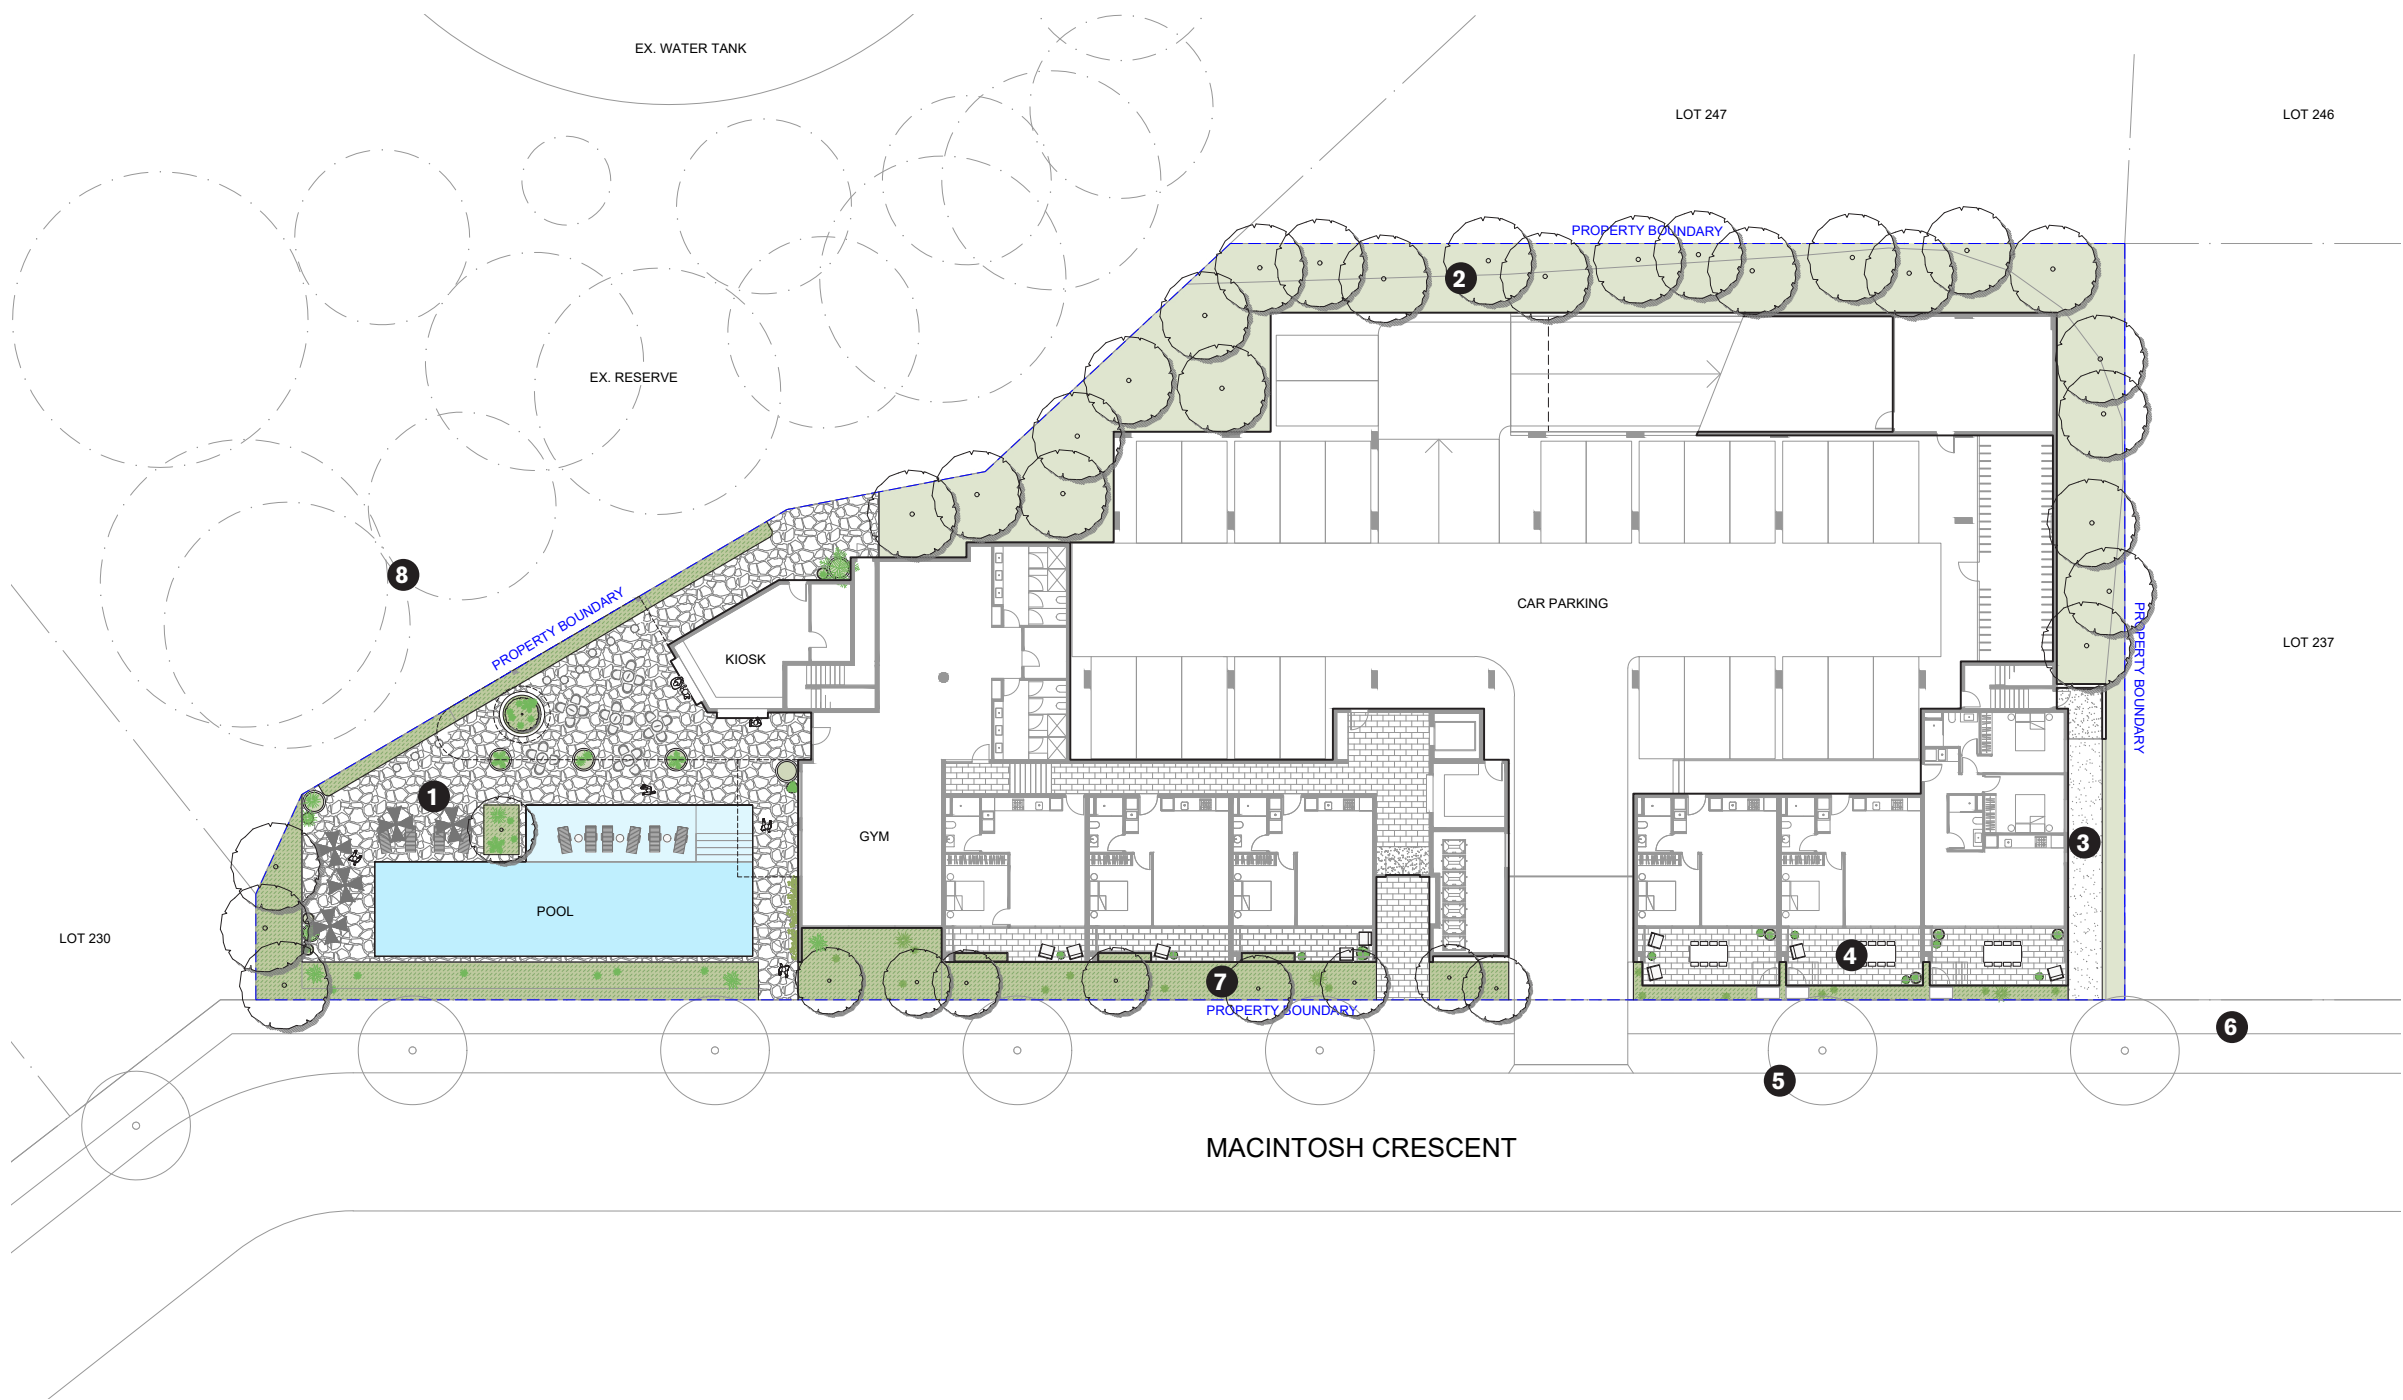 EX. WATER TANK
LOT 247
LOT 246
PROPERTY BOUNDARY
2
EX. RESERVE
8
PROPERTY BOUNDARY
CAR PARKING
PROPERTY BOUNDARY
LOT 237
KIOSK
1
GYM
3
POOL
LOT 230
4
7
PROPERTY BOUNDARY
6
5
MACINTOSH CRESCENT